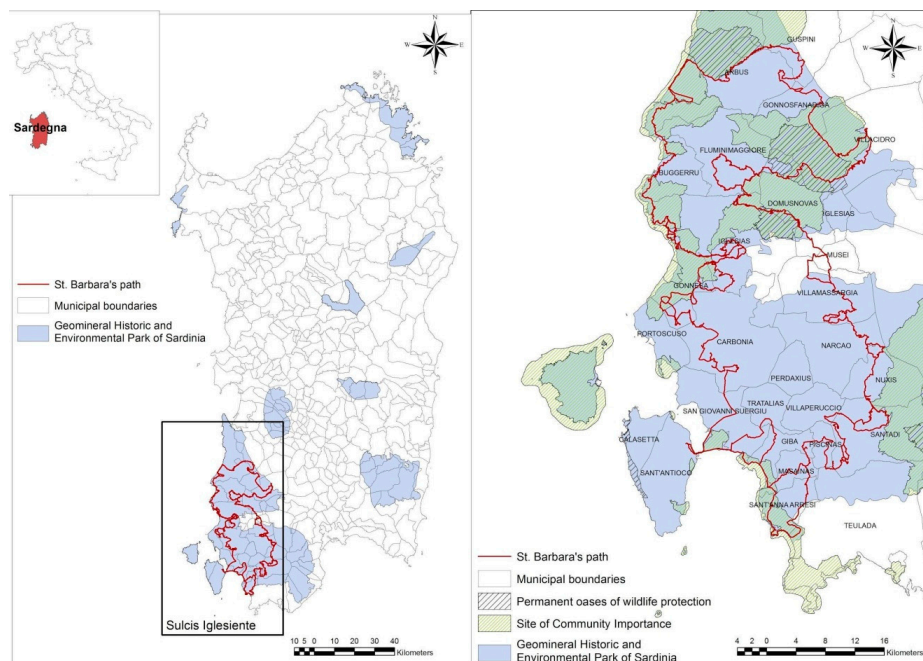 Sardegna
N
W
E
S
St. Barbara's path
Municipal boundaries
Geomineral Historic and
Environmental Park of Sardinia
Sulcis Iglesiente
10 5 0 10 20 30 40
Kilometers
N
W
E
S
GUSPINI
ARBUS
GONNOSFANADIGA
VILLACIDRO
FLUMINIMAGGIORE
BUGGERRU
DOMUSNOVAS
IGLESIAS
IGLESIAS
MUSEI
GONNESA
VILLAMASSARGIA
PORTOSCUSO
CARBONIA
NARCAO
PERDAXIUS
NUXIS
TRATALIAS
SAN GIOVANNI SUERGIU
VILLAPERUCCIO
CALASETTA
GIBA
PISCINAS
SANTADI
SANT'ANTIOCO
MASAINAS
SANT'ANNA ARRESI
TEULADA
St. Barbara's path
Municipal boundaries
Permanent oases of wildlife protection
Site of Community Importance
Geomineral Historic and
Environmental Park of Sardinia
4 2 0 4 8 12 16
Kilometers